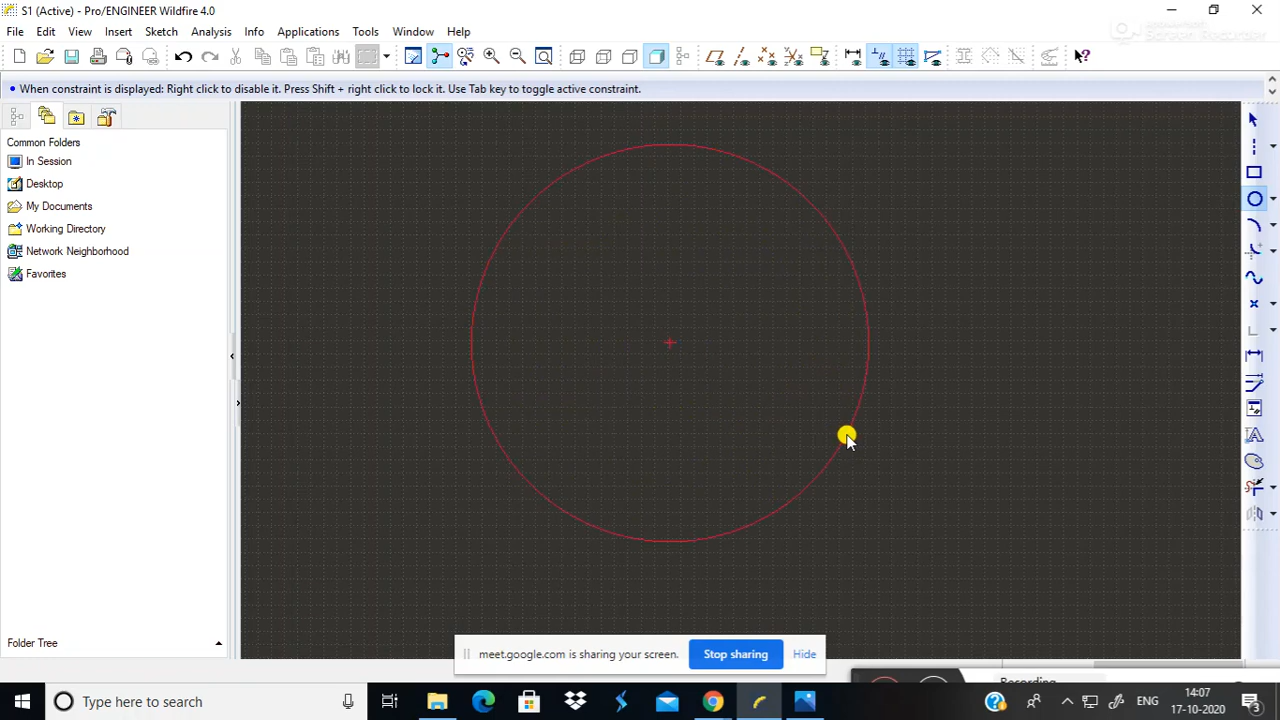 S1 (Active) - Pro/ENGINEER Wildfire 4.0
File Edit View Insert Sketch Analysis Info Applications Tools Window Help
Screen Recorder
When constraint is displayed: Right click to disable it. Press Shift + right click to lock it. Use Tab key to toggle active constraint.
Common Folders
In Session
Desktop
My Documents
Working Directory
Network Neighborhood
Favorites
Folder Tree
meet.google.com is sharing your screen. Stop sharing Hide
Type here to search
ENG
14:07
17-10-2020
3